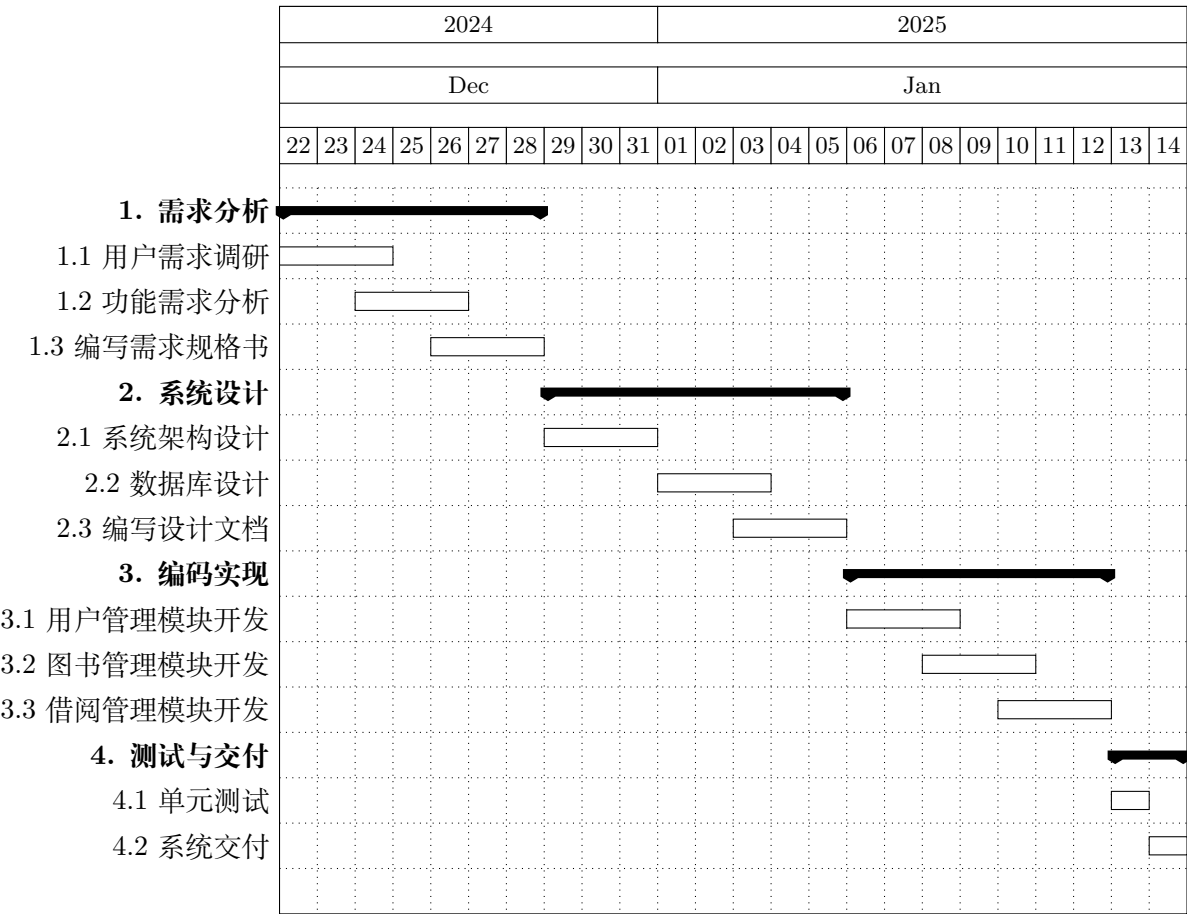 2024 2025
Dec Jan
22 23 24 25 26 27 28 29 30 31 01 02 03 04 05 06 07 08 09 10 11 12 13 14
1. 需求分析
1.1 用户需求调研
1.2 功能需求分析
1.3 编写需求规格书
2. 系统设计
2.1 系统架构设计
2.2 数据库设计
2.3 编写设计文档
3. 编码实现
3.1 用户管理模块开发
3.2 图书管理模块开发
3.3 借阅管理模块开发
4. 测试与交付
4.1 单元测试
4.2 系统交付